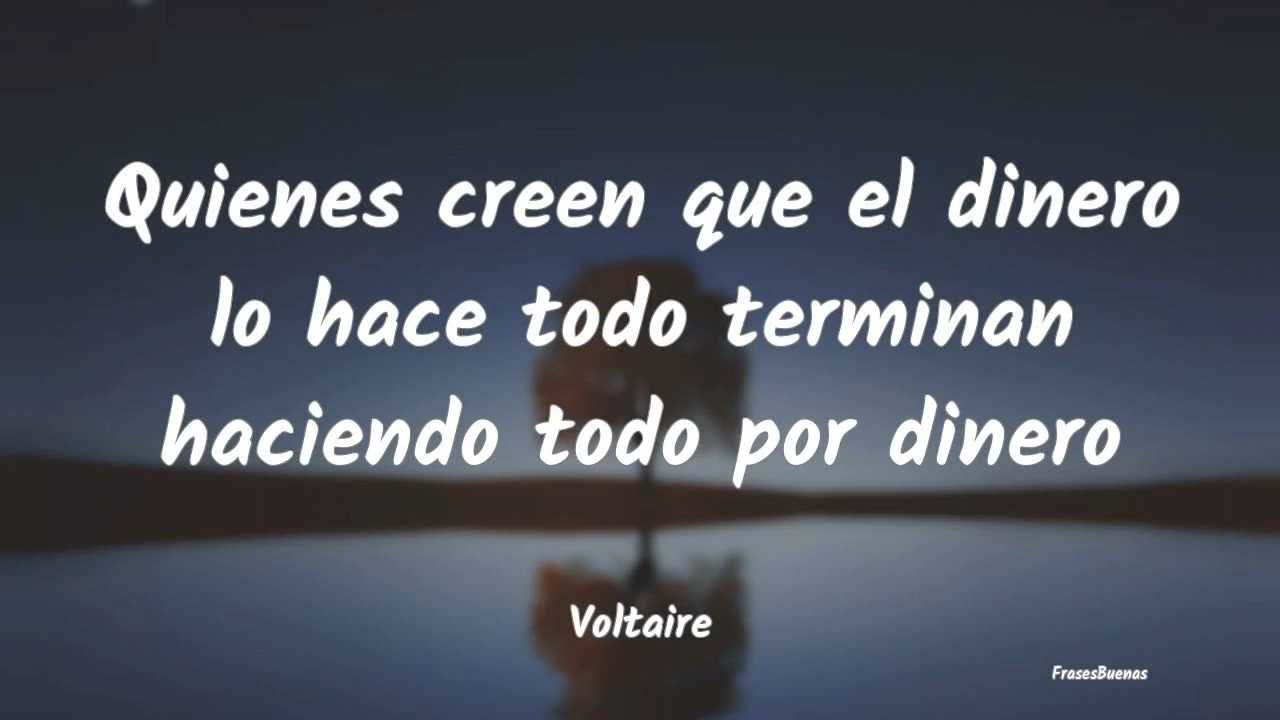 Quienes creen que el dinero
lo hace todo terminan
haciendo todo por dinero
Voltaire
FrasesBuenas